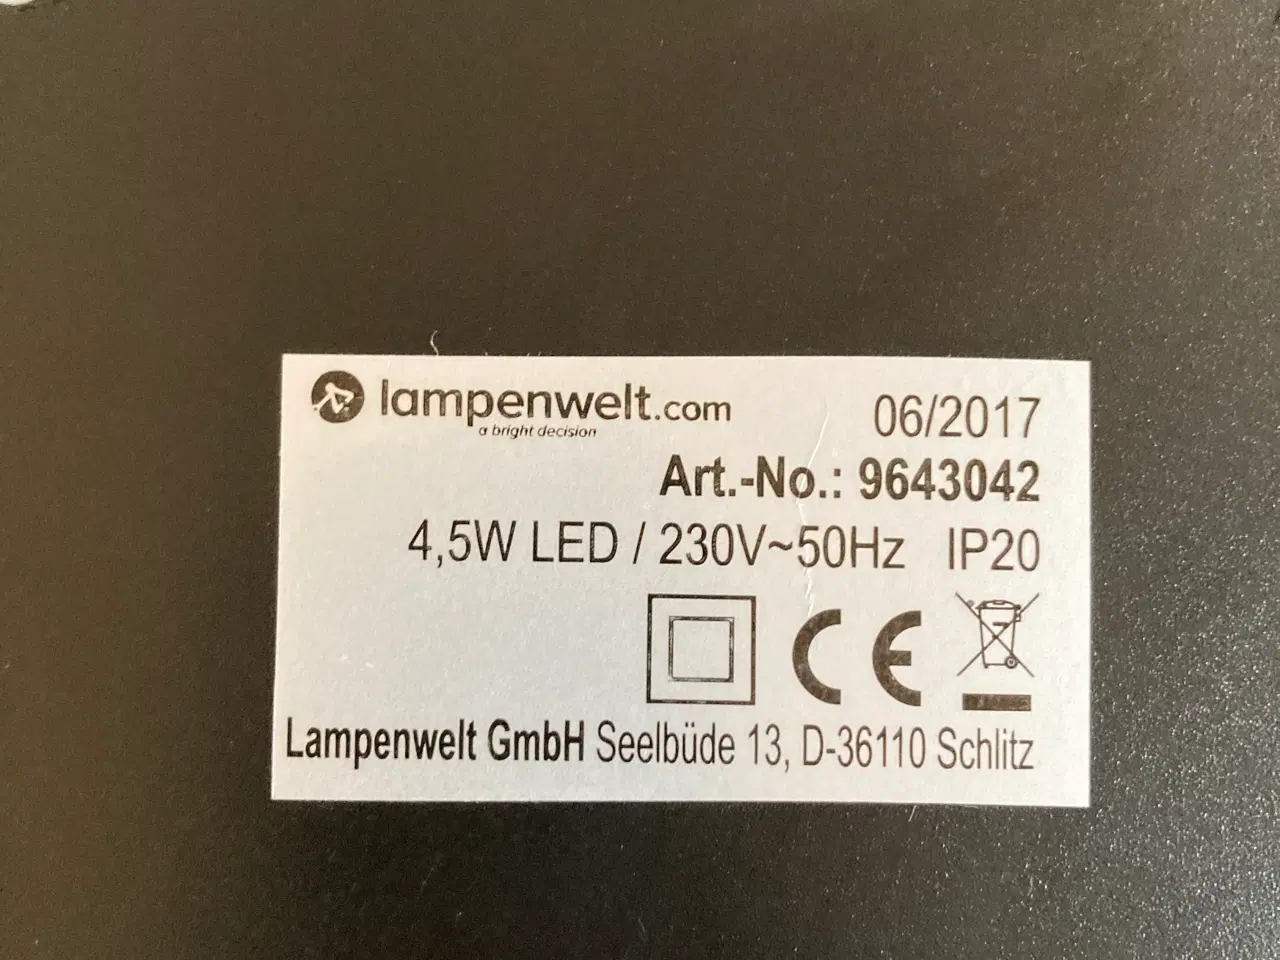 lampenwelt.com
a bright decision
06/2017
Art.-No.: 9643042
4,5W LED / 230V~50Hz IP20
CE
Lampenwelt GmbH Seelbüde 13, D-36110 Schlitz